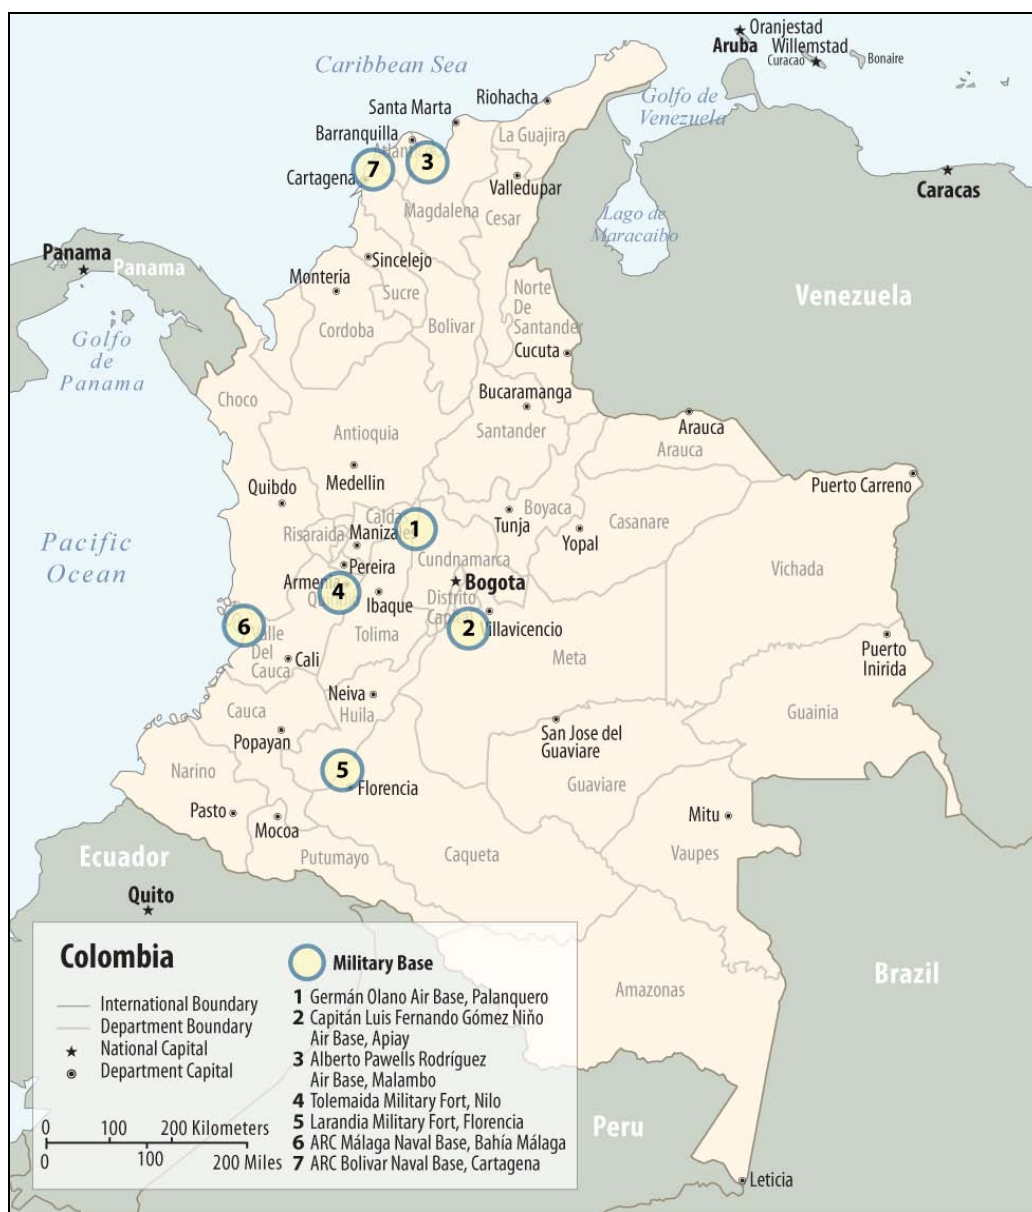 Oranjestad
Aruba Willemstad
Curacao
Bonaire
Caribbean Sea
Riohacha
Golfo de
Venezuela
Santa Marta
Barranquilla
La Guajira
3
7
Cartagena
Valledupar
Caracas
Magdalena
Cesar
Lago de
Maracaibo
Panama
Panama
Sincelejo
Monteria
Sucre
Norte
De
Santander
Venezuela
Cordoba
Bolivar
Golfo
de
Panama
Cucuta
Choco
Bucaramanga
Santander
Antioquia
Arauca
Arauca
Medellin
Quibdo
Puerto Carreno
Boyaca
Tunja
Casanare
Yopal
1
Risaraida
Pacific
Ocean
Cundnamarca
Pereira
Bogota
Vichada
4
Ibaque
Distrito
6
2
Villavicencio
Tolima
Valle
Del
Cauca
Cali
Meta
Puerto
Inirida
Neiva
Huila
Cauca
Popayan
San Jose del
Guaviare
Guainia
Narino
5
Florencia
Guaviare
Pasto
Mocoa
Mitu
Ecuador
Putumayo
Caqueta
Vaupes
Quito
Brazil
Amazonas
Peru
Leticia
Colombia
International Boundary
Department Boundary
National Capital
Department Capital
0 100 200 Kilometers
0 100 200 Miles
Military Base
1 Germán Olano Air Base, Palanquero
2 Capitán Luis Fernando Gómez Niño
Air Base, Apiay
3 Alberto Pawells Rodríguez
Air Base, Malambo
4 Tolemaida Military Fort, Nilo
5 Larandia Military Fort, Florencia
6 ARC Málaga Naval Base, Bahía Málaga
7 ARC Bolivar Naval Base, Cartagena